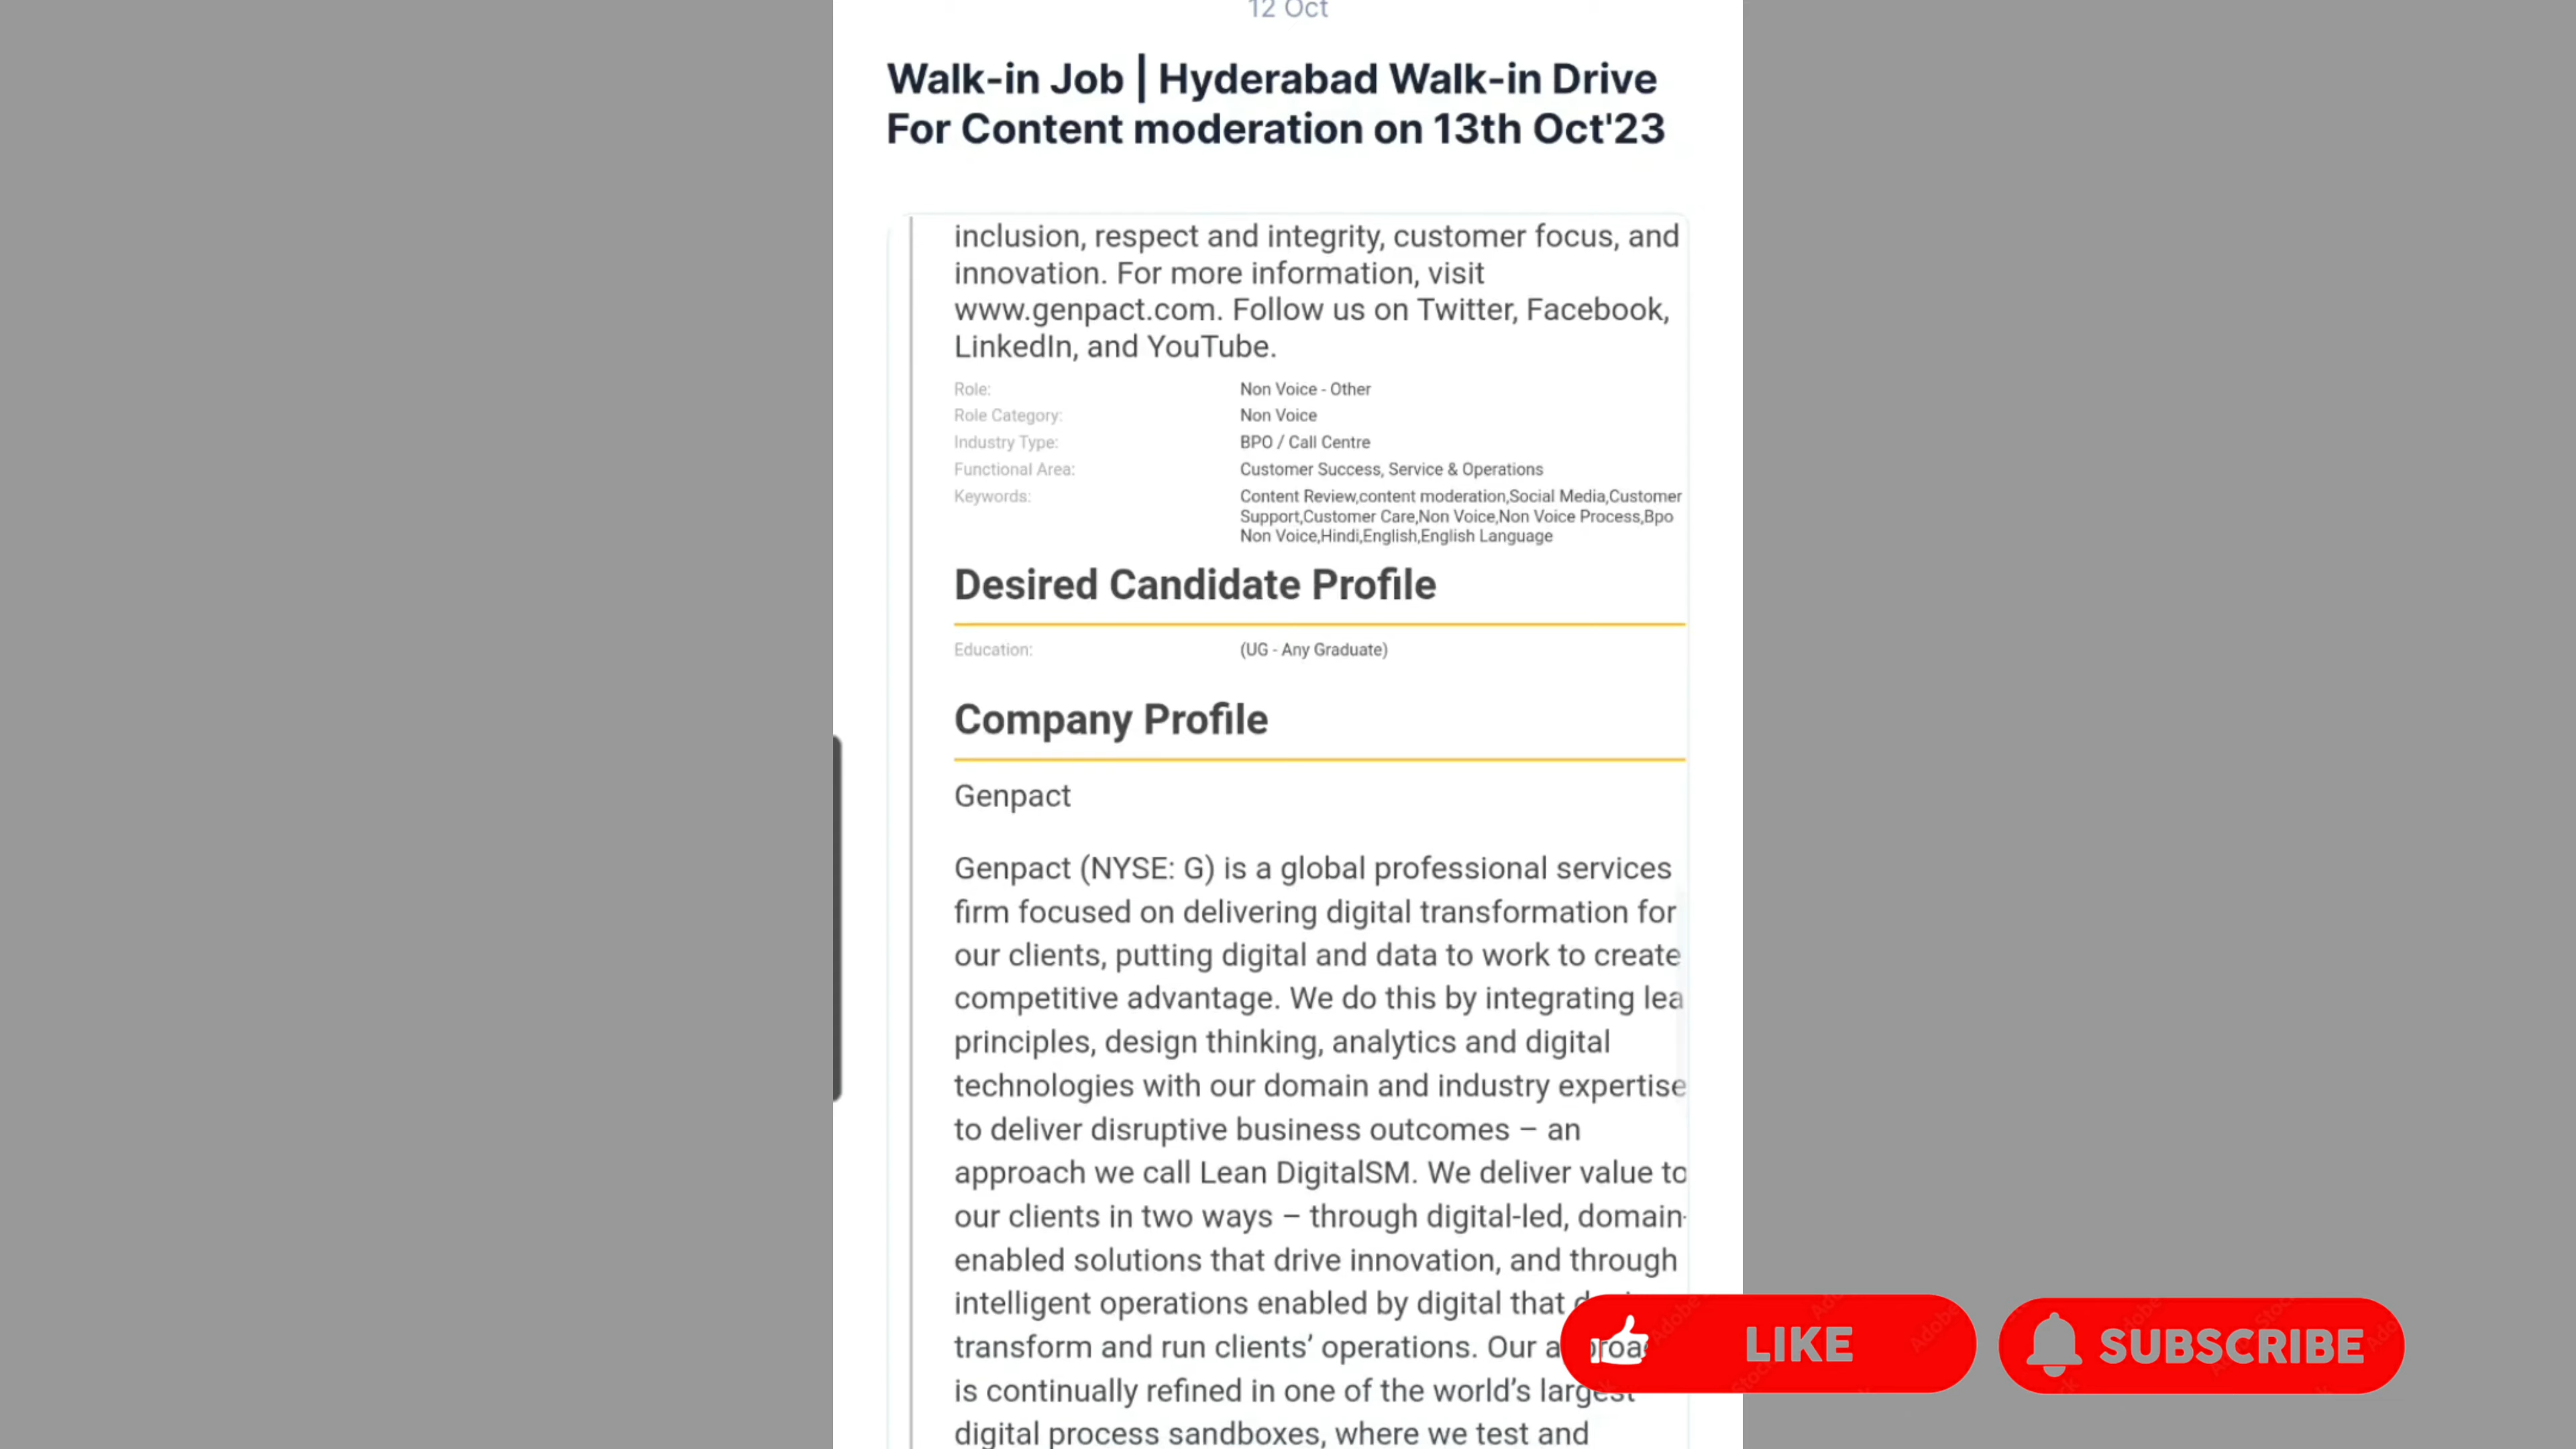 12 Oct
Walk-in Job | Hyderabad Walk-in Drive
For Content moderation on 13th Oct'23
inclusion, respect and integrity, customer focus, and
innovation. For more information, visit
www.genpact.com. Follow us on Twitter, Facebook,
LinkedIn, and YouTube.
Role: Non Voice - Other
Role Category: Non Voice
Industry Type: BPO / Call Centre
Functional Area: Customer Success, Service & Operations
Keywords: Content Review,content moderation,Social Media,Customer
Support,Customer Care,Non Voice,Non Voice Process,Bpo
Non Voice,Hindi,English,English Language
Desired Candidate Profile
Education: (UG - Any Graduate)
Company Profile
Genpact
Genpact (NYSE: G) is a global professional services
firm focused on delivering digital transformation for
our clients, putting digital and data to work to create
competitive advantage. We do this by integrating lea
principles, design thinking, analytics and digital
technologies with our domain and industry expertise
to deliver disruptive business outcomes – an
approach we call Lean DigitalSM. We deliver value to
our clients in two ways – through digital-led, domain-
enabled solutions that drive innovation, and through
intelligent operations enabled by digital that
transform and run clients’ operations. Our
is continually refined in one of the world’s largest
digital process sandboxes, where we test and
LIKE
SUBSCRIBE